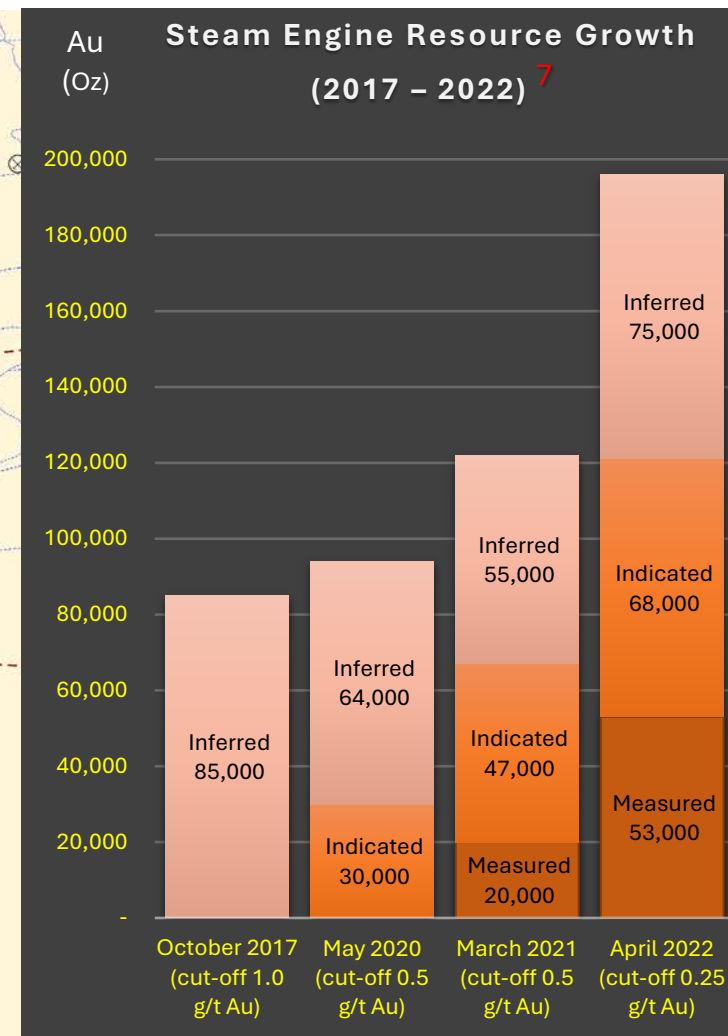 Au
(Oz)
Steam Engine Resource Growth
(2017 – 2022) 7
200,000
180,000
160,000
140,000
120,000
100,000
80,000
60,000
40,000
20,000
-
Inferred
85,000
Inferred
64,000
Indicated
30,000
Inferred
55,000
Indicated
47,000
Measured
20,000
Inferred
75,000
Indicated
68,000
Measured
53,000
October 2017
(cut-off 1.0
g/t Au)
May 2020
(cut-off 0.5
g/t Au)
March 2021
(cut-off 0.5
g/t Au)
April 2022
(cut-off 0.25
g/t Au)